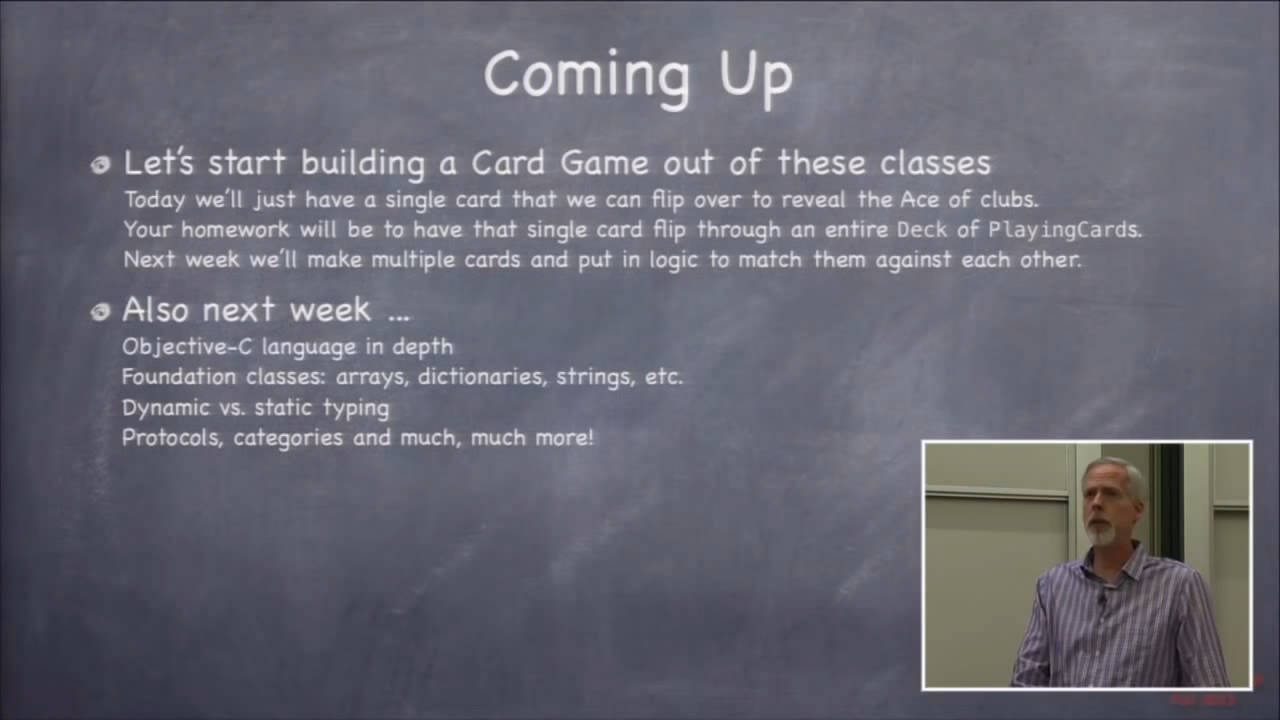 Coming Up
Let's start building a Card Game out of these classes
Today we'll just have a single card that we can flip over to reveal the Ace of clubs.
Your homework will be to have that single card flip through an entire Deck of PlayingCards.
Next week we'll make multiple cards and put in logic to match them against each other.
Also next week ...
Objective-C language in depth
Foundation classes: arrays, dictionaries, strings, etc.
Dynamic vs. static typing
Protocols, categories and much, much more!